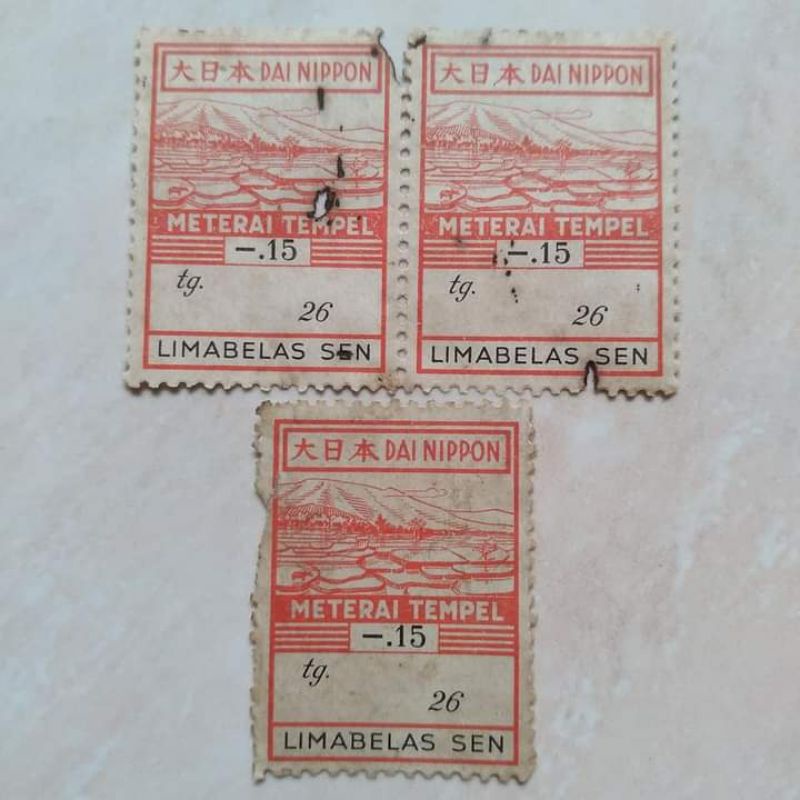 大日本 DAI NIPPON
METERAI TEMPEL
-.15
tg.
26
LIMABELAS SEN
大日本 DAI NIPPON
METERAI TEMPEL
-.15
tg.
26
LIMABELAS SEN
大日本 DAI NIPPON
METERAI TEMPEL
-.15
tg.
26
LIMABELAS SEN